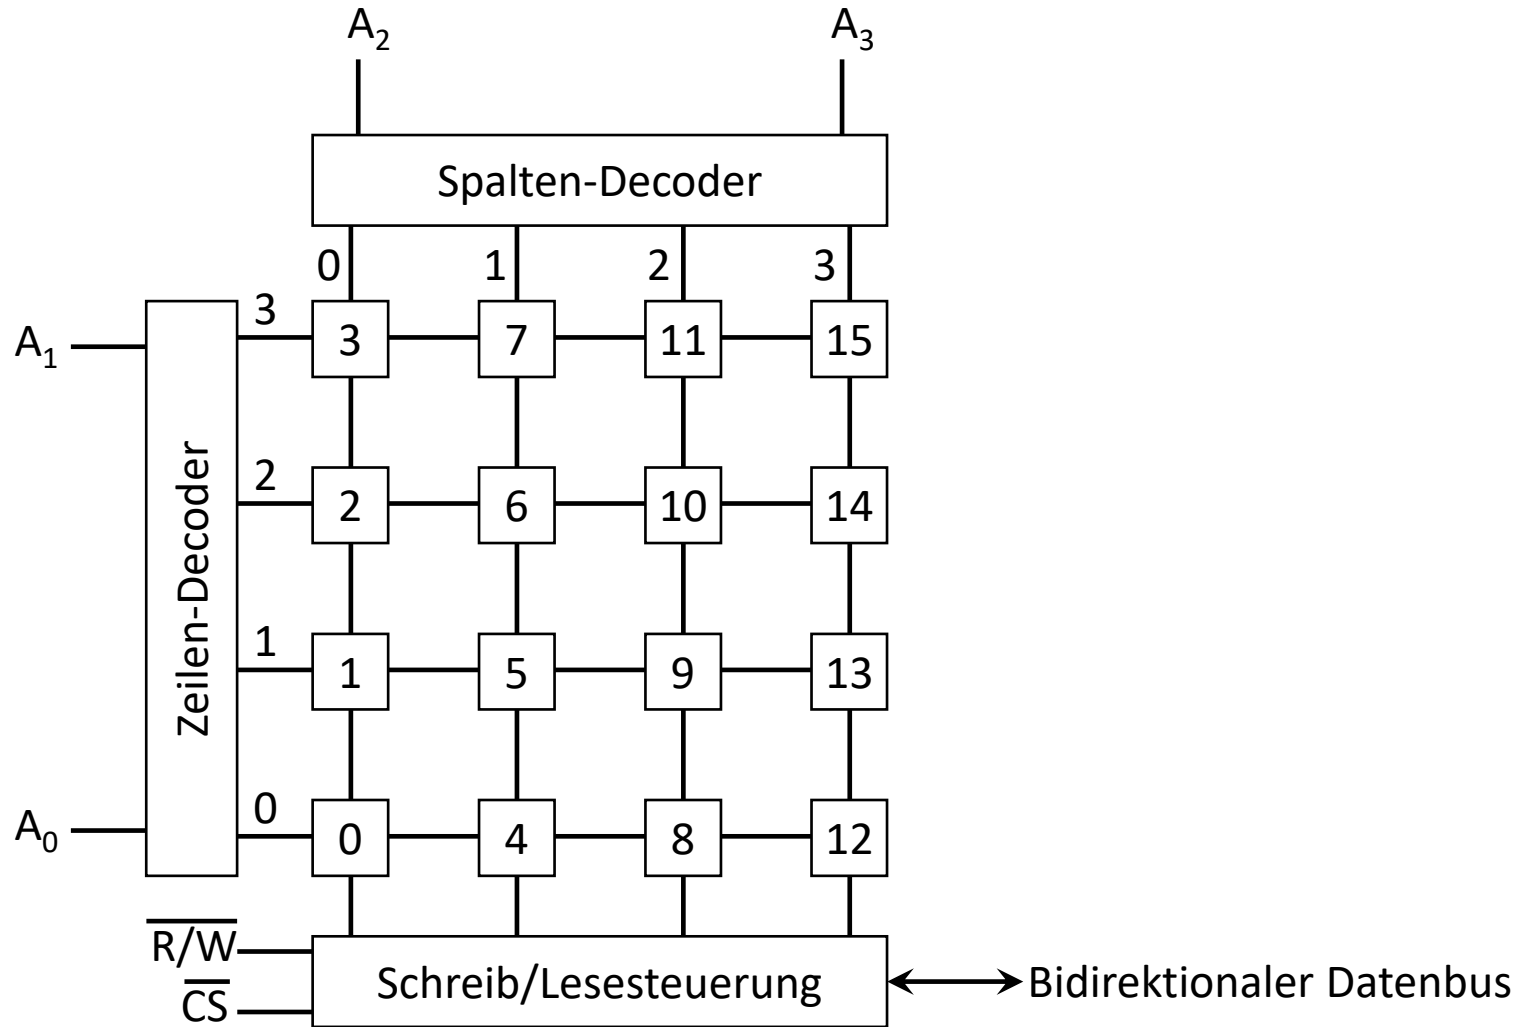 A₂ A₃
Spalten-Decoder
0 1 2 3
A₁
3
3 7 11 15
2
2 6 10 14
Zeilen-Decoder
1
1 5 9 13
A₀
0
0 4 8 12
R/W
CS
Schreib/Lesesteuerung
Bidirektionaler Datenbus